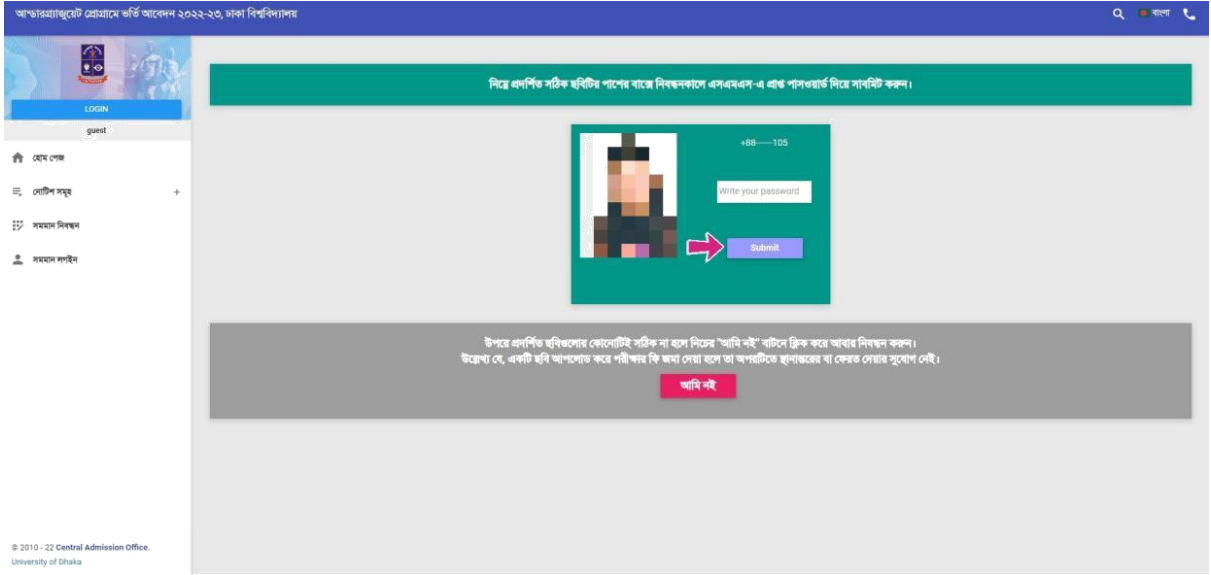 আন্ডারগ্র্যাজুয়েট প্রোগ্রামে ভর্তি আবেদন ২০২২-২৩, ঢাকা বিশ্ববিদ্যালয়
বাংলা
LOGIN
guest
হোম পেজ
নোটিশ সমূহ +
সমমান নিবন্ধন
সমমান লগইন
নিম্নে প্রদর্শিত সঠিক ছবিটির পাশের বাক্সে নিবন্ধনকালে এসএমএস-এ প্রাপ্ত পাসওয়ার্ড দিয়ে সাবমিট করুন।
+88-----105
Write your password
Submit
উপরে প্রদর্শিত ছবিগুলোর কোনোটিই সঠিক না হলে নিচের "আমি নই" বাটনে ক্লিক করে আবার নিবন্ধন করুন।
উল্লেখ্য যে, একটি ছবি আপলোড করে পরীক্ষার ফি জমা দেয়া হলে তা অপরটিতে স্থানান্তরের বা ফেরত দেয়ার সুযোগ নেই।
আমি নই
© 2010 - 22 Central Admission Office.
University of Dhaka